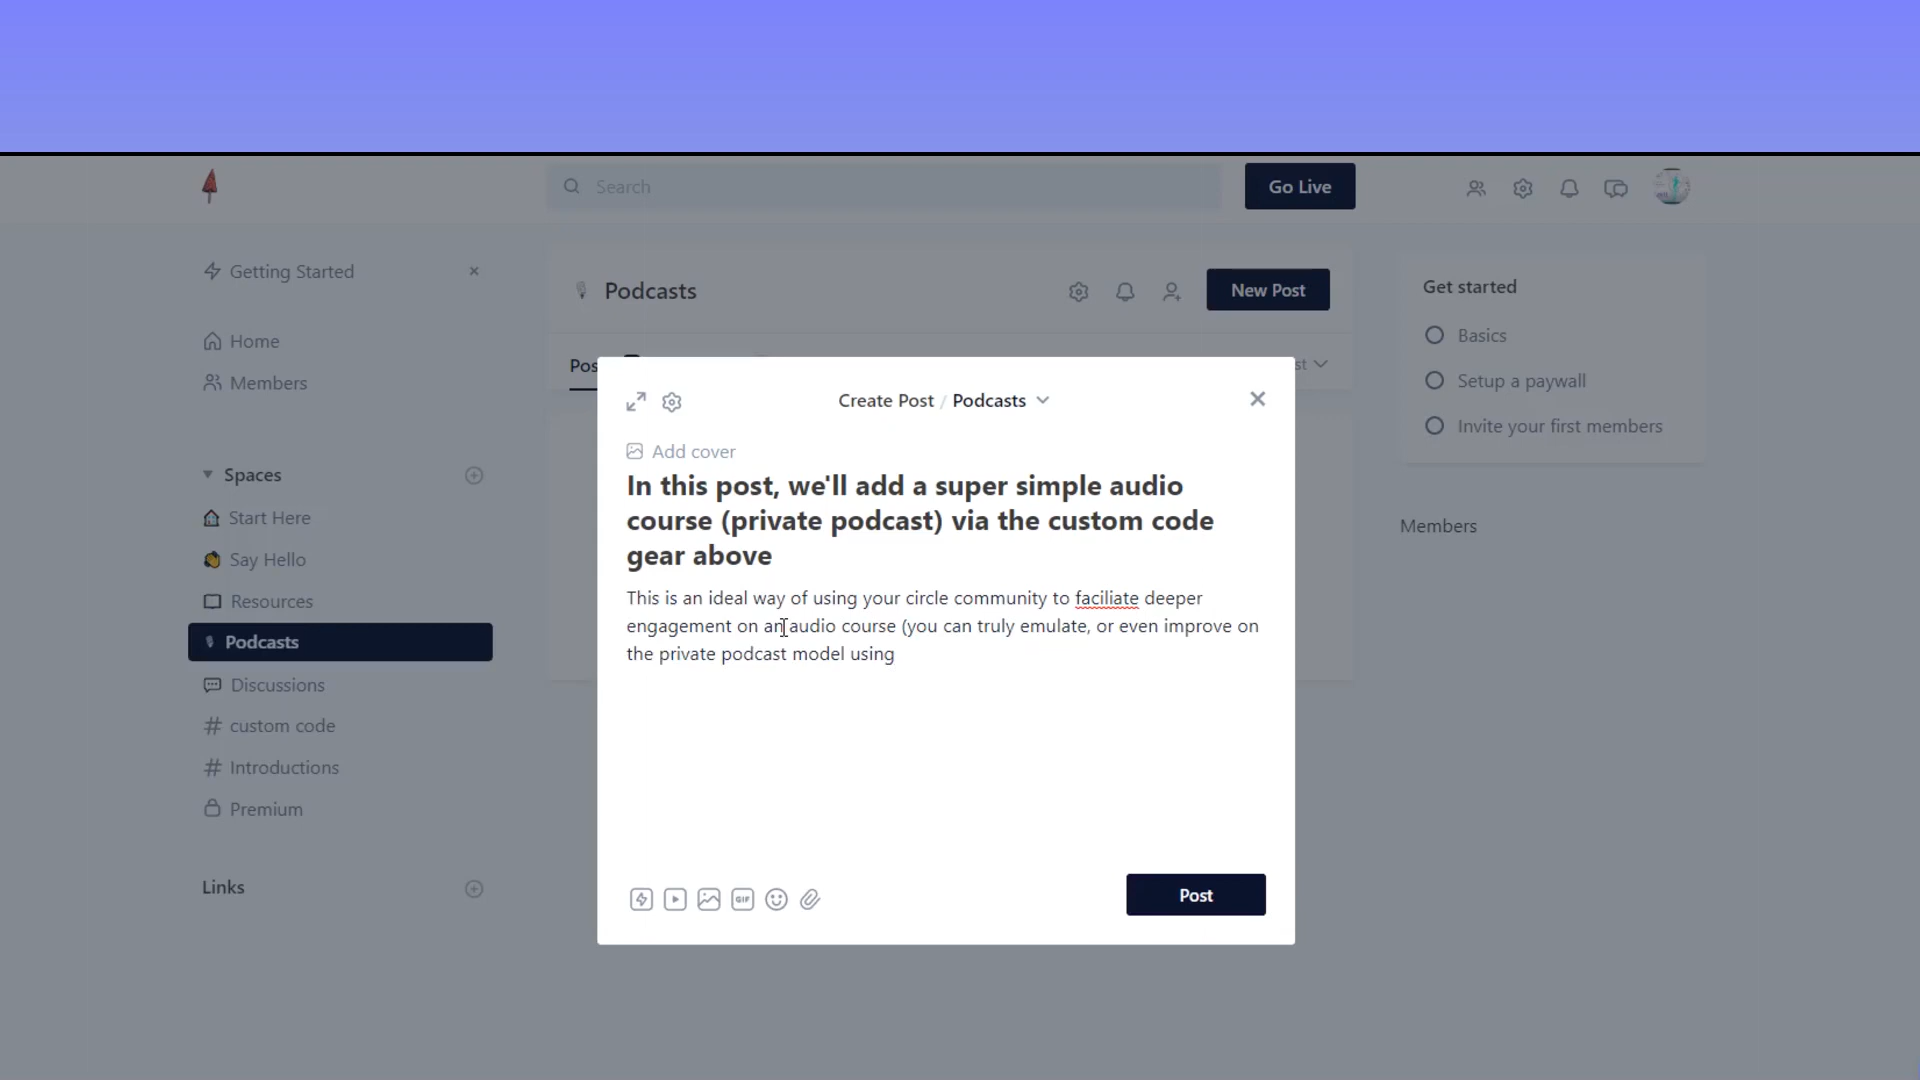 Search
Go Live
Getting Started
Home
Members
Spaces
Start Here
Say Hello
Resources
Podcasts
Discussions
# custom code
# Introductions
Premium
Links
Podcasts
New Post
Create Post / Podcasts
Add cover
In this post, we'll add a super simple audio
course (private podcast) via the custom code
gear above
This is an ideal way of using your circle community to faciliate deeper
engagement on an audio course (you can truly emulate, or even improve on
the private podcast model using
GIF
Post
Get started
Basics
Setup a paywall
Invite your first members
Members